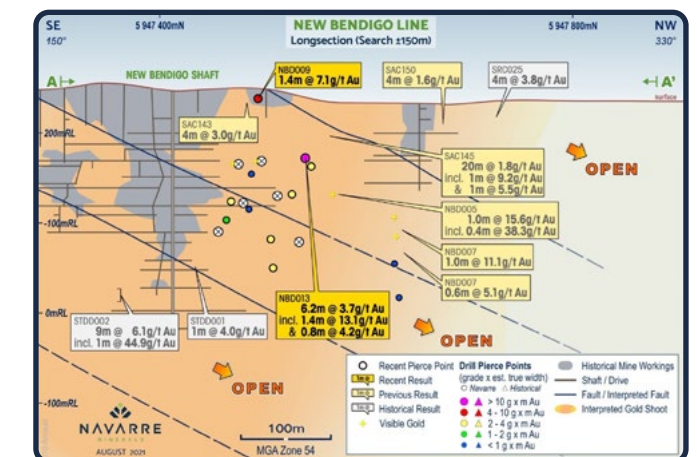 SE
150°
5 947 400mN
NEW BENDIGO LINE
Longsection (Search ±150m)
5 947 800mN
NW
330°
A
NEW BENDIGO SHAFT
A'
surface
NBD009
1.4m @ 7.1g/t Au
SAC150
4m @ 1.6g/t Au
SRC025
4m @ 3.8g/t Au
SAC143
4m @ 3.0g/t Au
200mRL
SAC145
20m @ 1.8g/t Au
incl. 1m @ 9.2g/t Au
& 1m @ 5.5g/t Au
OPEN
NBD005
1.0m @ 15.6g/t Au
incl. 0.4m @ 38.3g/t Au
-100mRL
NBD007
1.0m @ 11.1g/t Au
NBD007
0.6m @ 5.1g/t Au
NBD013
6.2m @ 3.7g/t Au
incl. 1.4m @ 13.1g/t Au
& 0.8m @ 4.2g/t Au
0mRL
STDD002
9m @ 6.1g/t Au
incl. 1m @ 44.9g/t Au
STDD001
1m @ 4.0g/t Au
OPEN
OPEN
-100mRL
NAVARRE
MINERALS
AUGUST 2021
100m
MGA Zone 54
Recent Pierce Point
Recent Result
Previous Result
Historical Result
Visible Gold
Drill Pierce Points
(grade x est. true width)
Navarre
Historical
> 10 g x m Au
4 - 10 g x m Au
2 - 4 g x m Au
1 - 2 g x m Au
< 1 g x m Au
Historical Mine Workings
Shaft / Drive
Fault / Interpreted Fault
Interpreted Gold Shoot